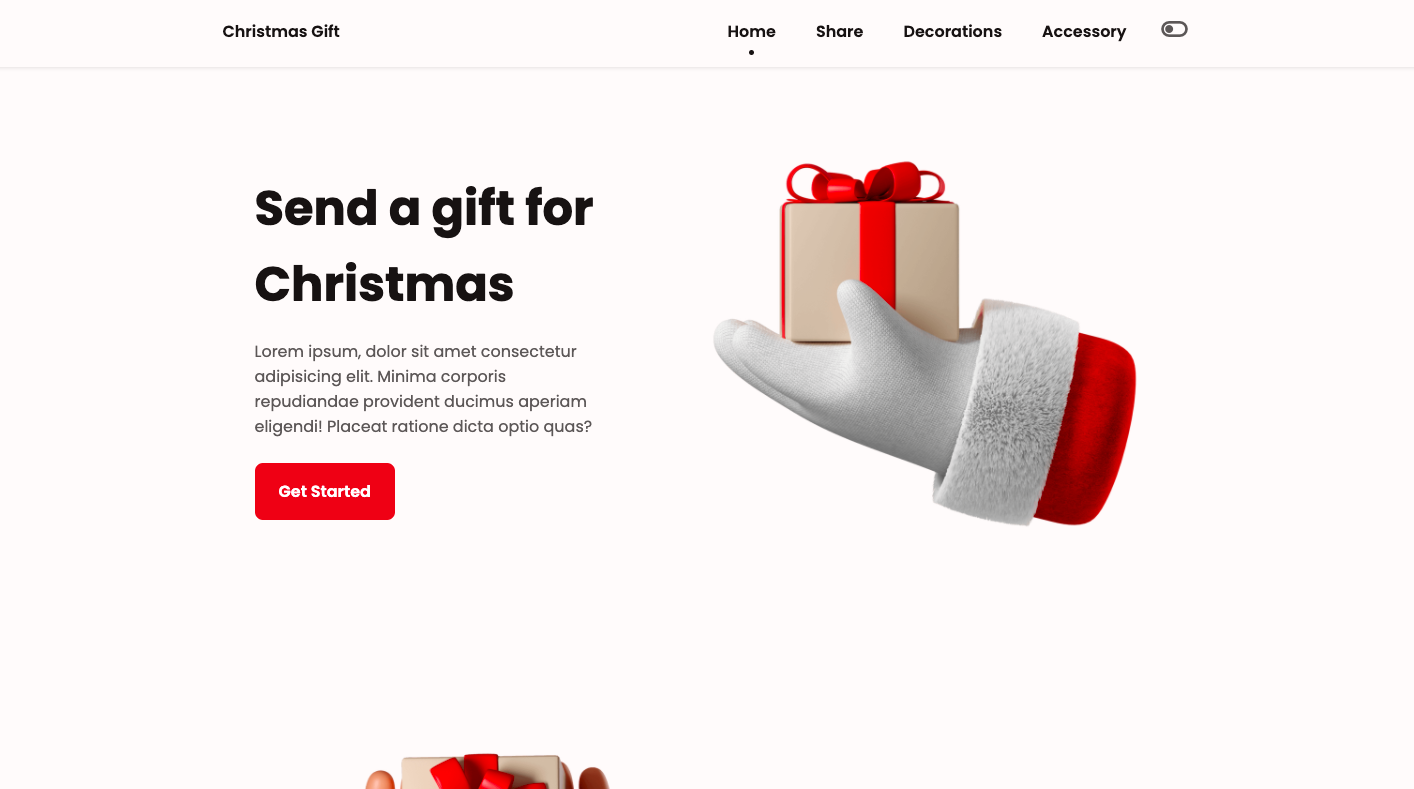 Christmas Gift
Home
Share
Decorations
Accessory
Send a gift for
Christmas
Lorem ipsum, dolor sit amet consectetur
adipisicing elit. Minima corporis
repudiandae provident ducimus aperiam
eligendi! Placeat ratione dicta optio quas?
Get Started